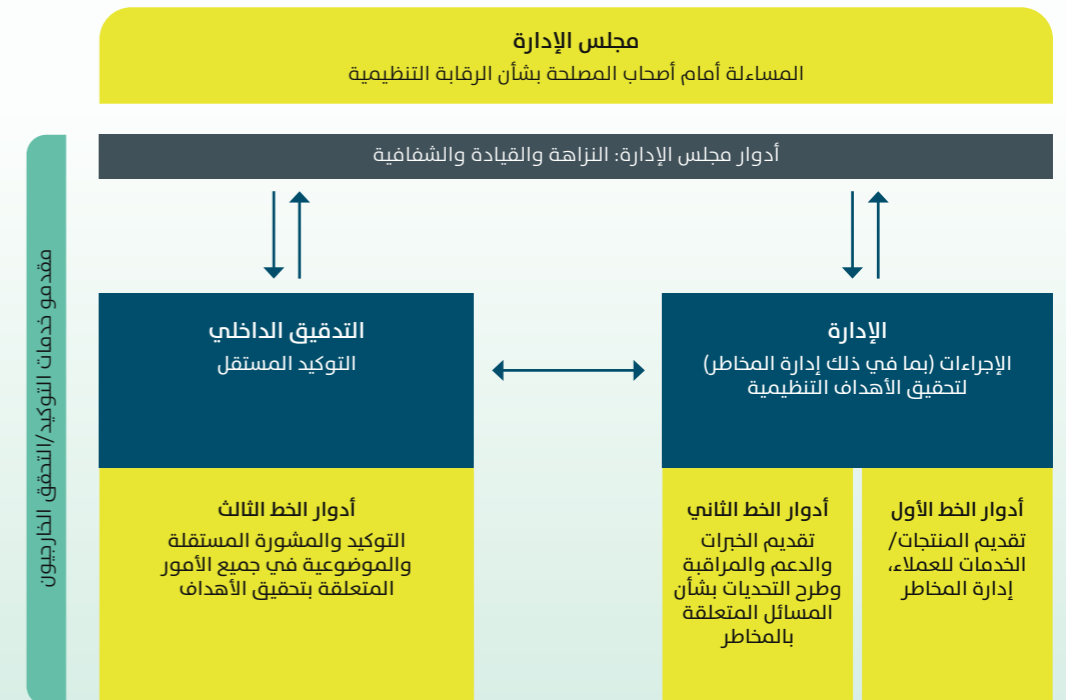 مجلس الإدارة
المساءلة أمام أصحاب المصلحة بشأن الرقابة التنظيمية
أدوار مجلس الإدارة: النزاهة والقيادة والشفافية
الإدارة
الإجراءات (بما في ذلك إدارة المخاطر)
لتحقيق الأهداف التنظيمية
التدقيق الداخلي
التوكيد المستقل
أدوار الخط الأول
تقديم المنتجات/
الخدمات للعملاء،
إدارة المخاطر
أدوار الخط الثاني
تقديم الخبرات
والدعم والمراقبة
وطرح التحديات بشأن
المسائل المتعلقة
بالمخاطر
أدوار الخط الثالث
التوكيد والمشورة المستقلة
والموضوعية في جميع الأمور
المتعلقة بتحقيق الأهداف
مقدمو خدمات التوكيد/التحقق الخارجيون